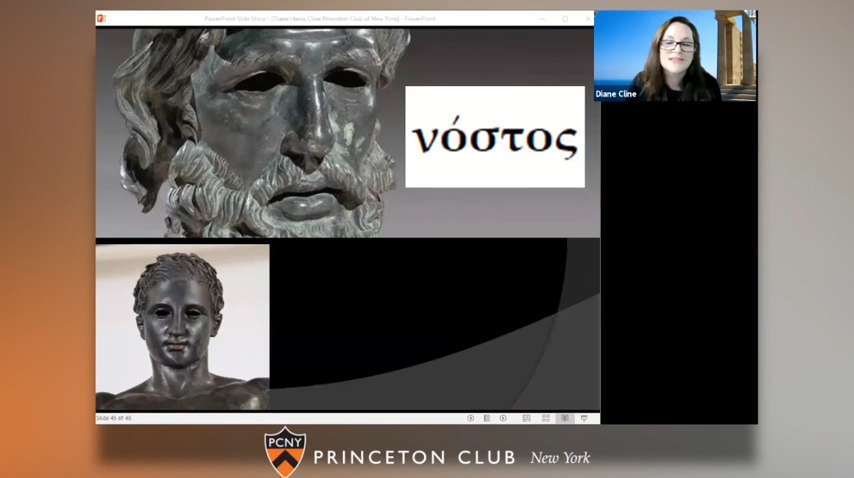 PowerPoint Slide Show - [Diane Harris Cline Princeton Club of New York] - PowerPoint
νόστος
Diane Cline
Slide 45 of 46
PCNY
PRINCETON CLUB New York